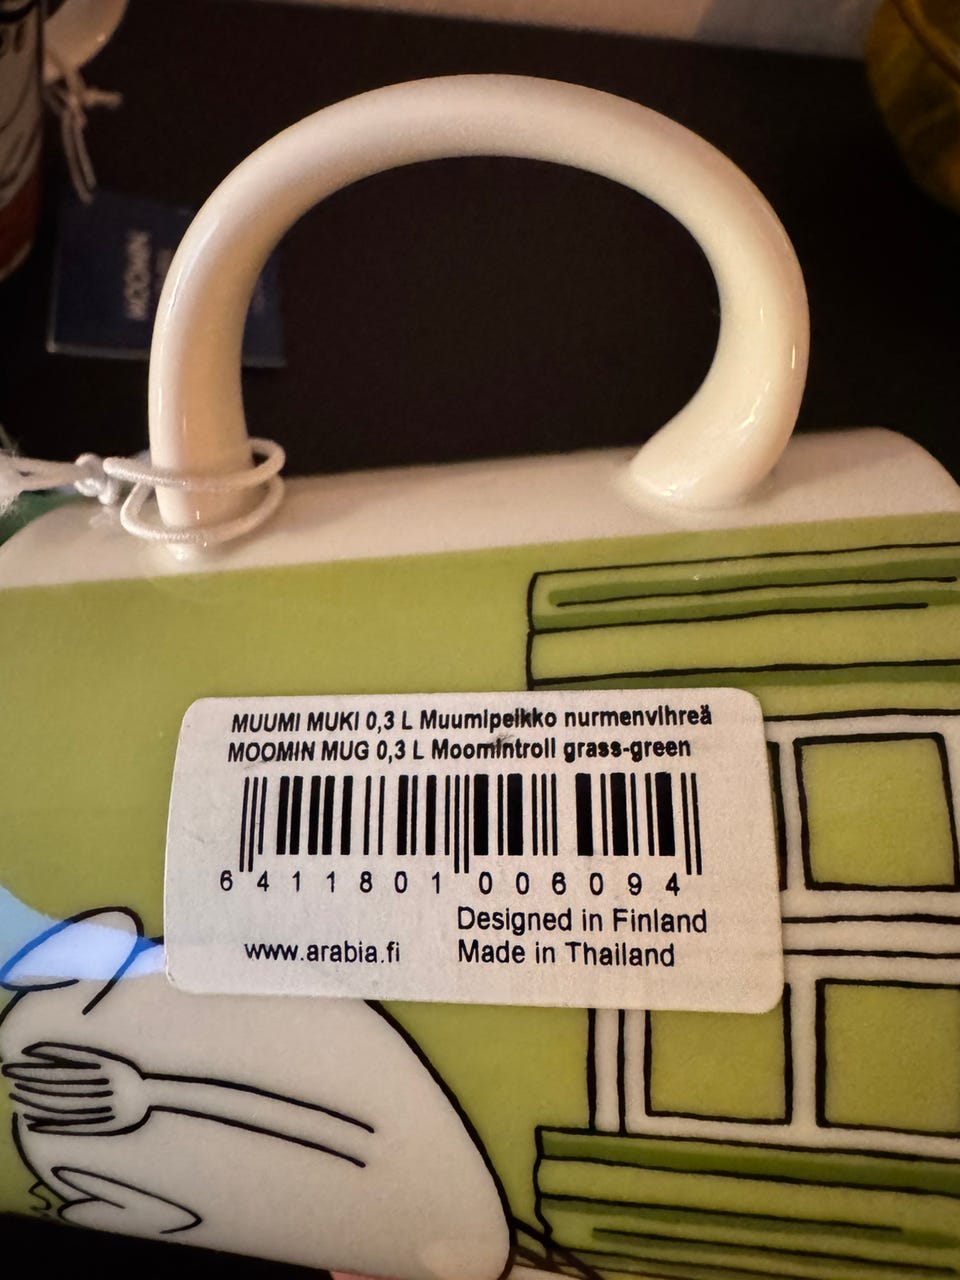 MOOMIN
MUUMI MUKI 0,3 L Muumipeikko nurmenvihreä
MOOMIN MUG 0,3 L Moomintroll grass-green
6 411801 006094
Designed in Finland
www.arabia.fi Made in Thailand